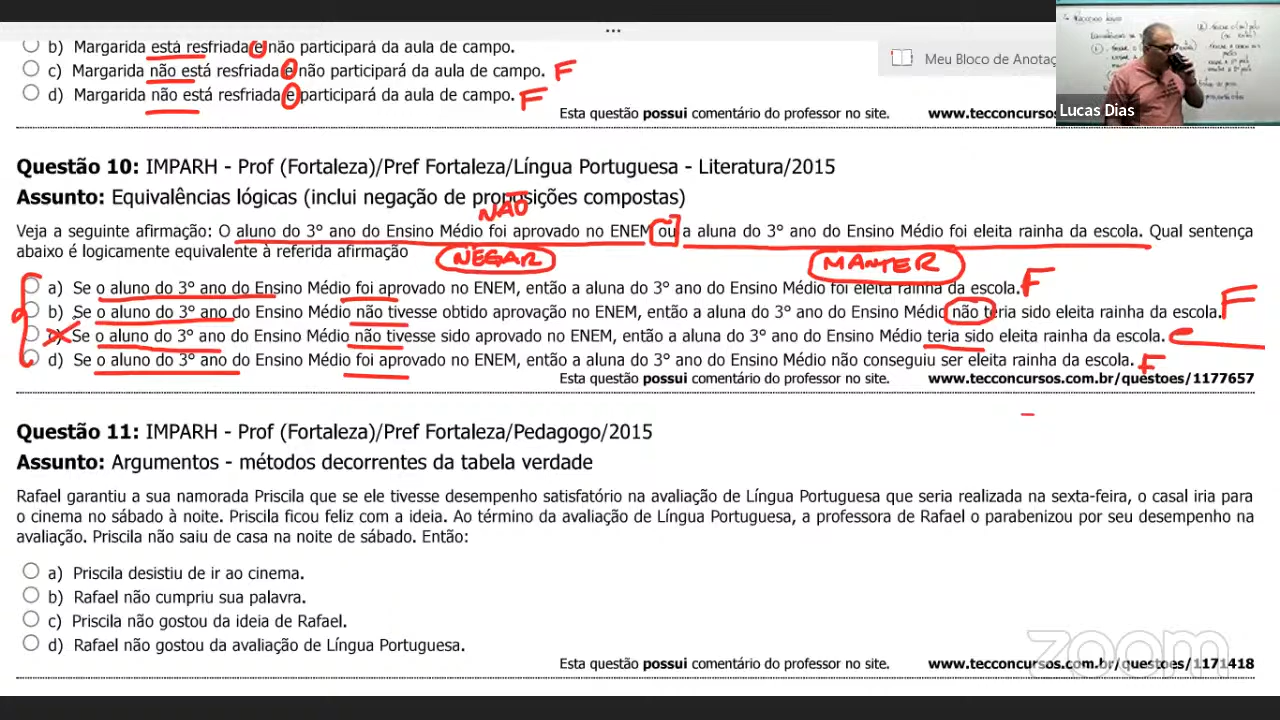 ...
b) Margarida está resfriada e não participará da aula de campo.
c) Margarida não está resfriada e não participará da aula de campo. F
d) Margarida não está resfriada e participará da aula de campo. F
Meu Bloco de Anotaç
Lucas Dias
Esta questão possui comentário do professor no site. www.tecconcursos
Questão 10: IMPARH - Prof (Fortaleza)/Pref Fortaleza/Língua Portuguesa - Literatura/2015
Assunto: Equivalências lógicas (inclui negação de proposições compostas)
NÃO
Veja a seguinte afirmação: O aluno do 3° ano do Ensino Médio foi aprovado no ENEM ou a aluna do 3° ano do Ensino Médio foi eleita rainha da escola. Qual sentença
abaixo é logicamente equivalente à referida afirmação
NEGAR MANTER
a) Se o aluno do 3° ano do Ensino Médio foi aprovado no ENEM, então a aluna do 3° ano do Ensino Médio foi eleita rainha da escola. F
b) Se o aluno do 3° ano do Ensino Médio não tivesse obtido aprovação no ENEM, então a aluna do 3° ano do Ensino Médio não teria sido eleita rainha da escola. F
c) Se o aluno do 3° ano do Ensino Médio não tivesse sido aprovado no ENEM, então a aluna do 3° ano do Ensino Médio teria sido eleita rainha da escola.
d) Se o aluno do 3° ano do Ensino Médio foi aprovado no ENEM, então a aluna do 3° ano do Ensino Médio não conseguiu ser eleita rainha da escola. F
Esta questão possui comentário do professor no site. www.tecconcursos.com.br/questoes/1177657
Questão 11: IMPARH - Prof (Fortaleza)/Pref Fortaleza/Pedagogo/2015
Assunto: Argumentos - métodos decorrentes da tabela verdade
Rafael garantiu a sua namorada Priscila que se ele tivesse desempenho satisfatório na avaliação de Língua Portuguesa que seria realizada na sexta-feira, o casal iria para
o cinema no sábado à noite. Priscila ficou feliz com a ideia. Ao término da avaliação de Língua Portuguesa, a professora de Rafael o parabenizou por seu desempenho na
avaliação. Priscila não saiu de casa na noite de sábado. Então:
a) Priscila desistiu de ir ao cinema.
b) Rafael não cumpriu sua palavra.
c) Priscila não gostou da ideia de Rafael.
d) Rafael não gostou da avaliação de Língua Portuguesa.
zoom
Esta questão possui comentário do professor no site. www.tecconcursos.com.br/questoes/1171418